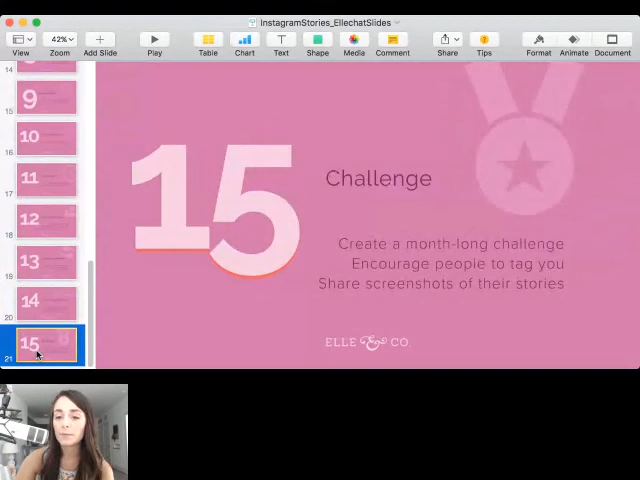 InstagramStories_EllechatSlides
42%
View
Zoom
Add Slide
Play
Table
Chart
Text
Shape
Media
Comment
Share
Tips
Format
Animate
Document
14
9
15
10
16
11
17
12
18
13
19
14
20
15
21
15
Challenge
Create a month-long challenge
Encourage people to tag you
Share screenshots of their stories
ELLE & CO.